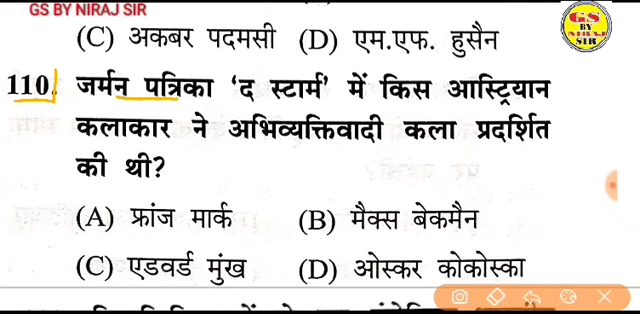 GS BY NIRAJ SIR
GS
BY
NIRAJ
SIR
(C) अकबर पदमसी (D) एम.एफ. हुसैन
110. जर्मन पत्रिका ‘द स्टार्म’ में किस आस्ट्रियान
कलाकार ने अभिव्यक्तिवादी कला प्रदर्शित
की थी?
(A) फ्रांज मार्क (B) मैक्स बेकमैन
(C) एडवर्ड मुंख (D) ओस्कर कोकोस्का